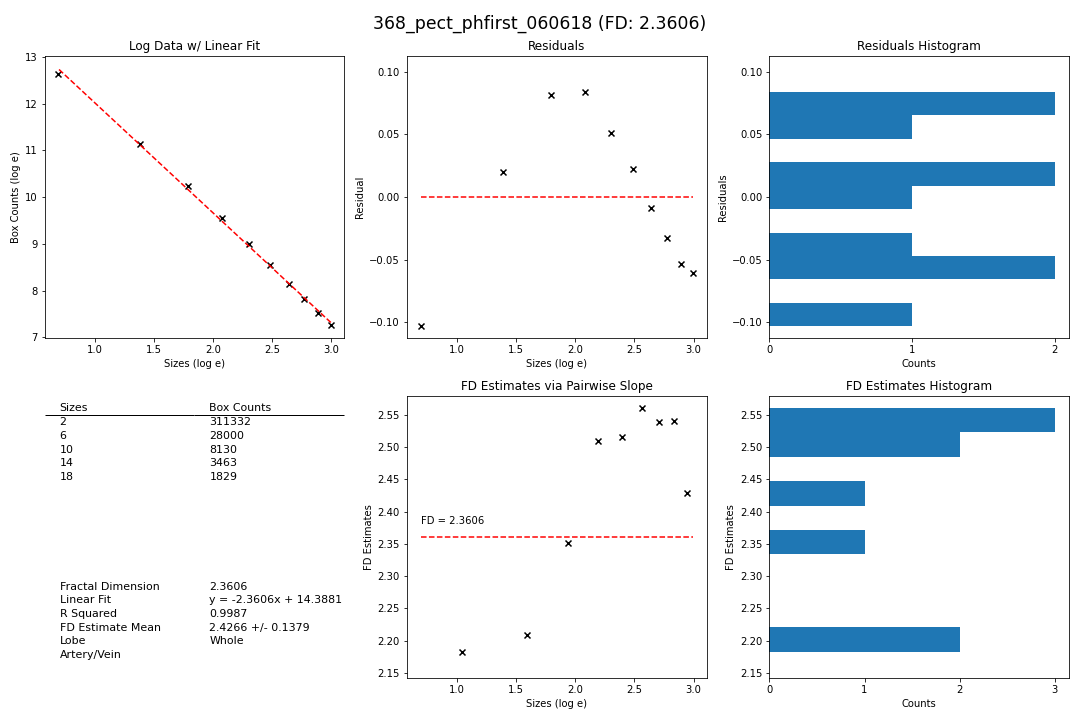 368_pect_phfirst_060618 (FD: 2.3606)
Log Data w/ Linear Fit
Box Counts (log e)
13
12
11
10
9
8
7
1.0 1.5 2.0 2.5 3.0
Sizes (log e)
Residuals
Residual
0.10
0.05
0.00
−0.05
−0.10
1.0 1.5 2.0 2.5 3.0
Sizes (log e)
Residuals Histogram
Residuals
0.10
0.05
0.00
−0.05
−0.10
0 1 2
Counts
Sizes Box Counts
2 311332
6 28000
10 8130
14 3463
18 1829
Fractal Dimension 2.3606
Linear Fit y = -2.3606x + 14.3881
R Squared 0.9987
FD Estimate Mean 2.4266 +/- 0.1379
Lobe Whole
Artery/Vein
FD Estimates via Pairwise Slope
FD Estimates
2.55
2.50
2.45
2.40
2.35
2.30
2.25
2.20
2.15
FD = 2.3606
1.0 1.5 2.0 2.5 3.0
Sizes (log e)
FD Estimates Histogram
FD Estimates
2.55
2.50
2.45
2.40
2.35
2.30
2.25
2.20
2.15
0 1 2 3
Counts